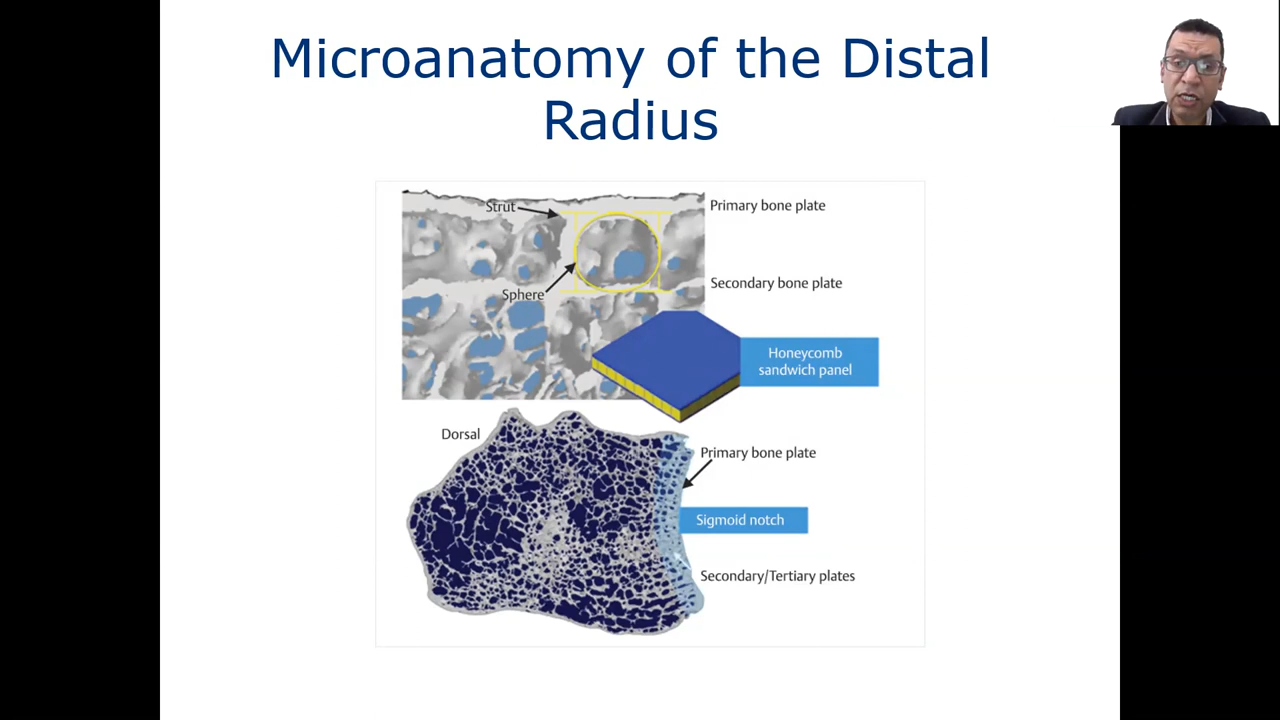 Microanatomy of the Distal
Radius
Strut
Primary bone plate
Sphere
Secondary bone plate
Honeycomb
sandwich panel
Dorsal
Primary bone plate
Sigmoid notch
Secondary/Tertiary plates